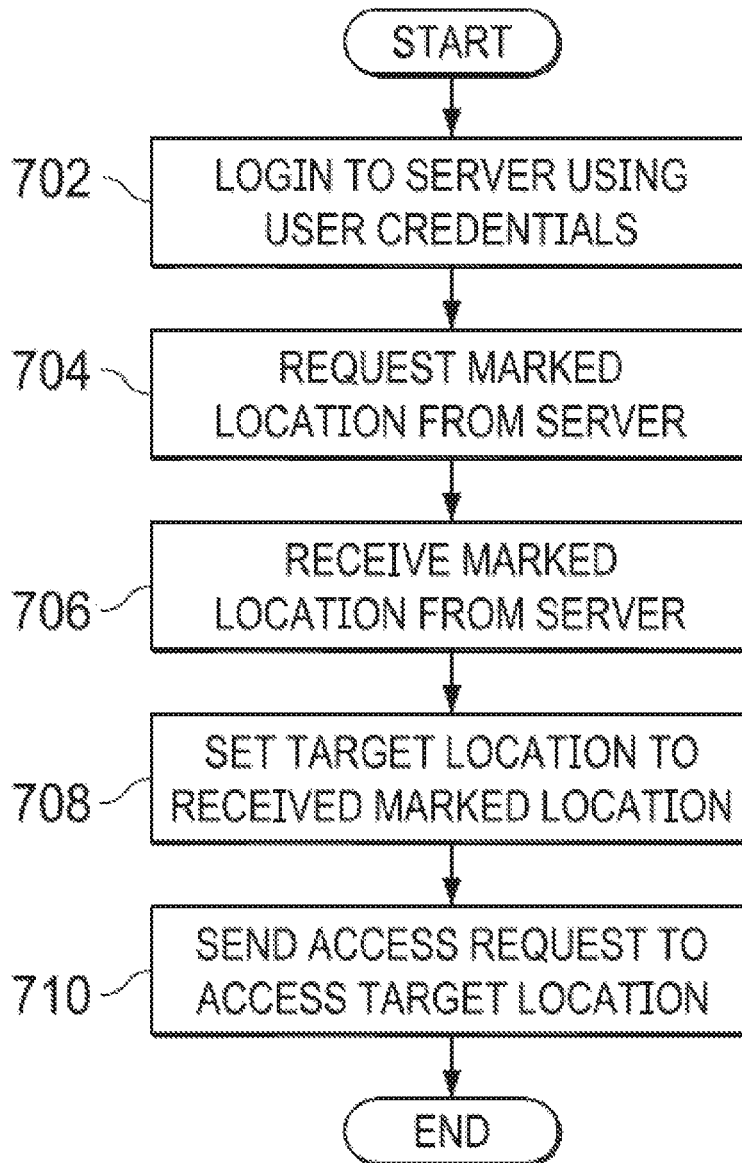 START
702
LOGIN TO SERVER USING
USER CREDENTIALS
704
REQUEST MARKED
LOCATION FROM SERVER
706
RECEIVE MARKED
LOCATION FROM SERVER
708
SET TARGET LOCATION TO
RECEIVED MARKED LOCATION
710
SEND ACCESS REQUEST TO
ACCESS TARGET LOCATION
END